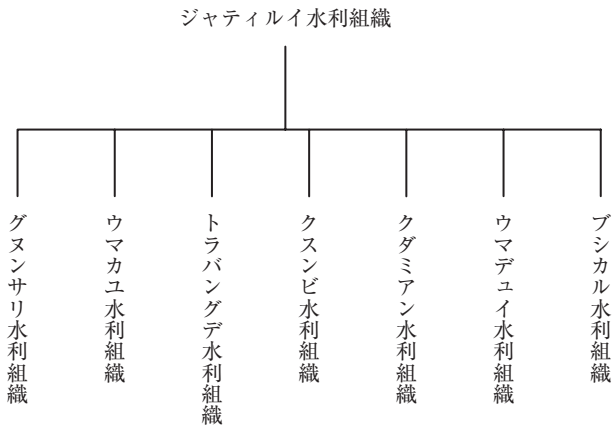 ジャティルイ水利組織
グヌンサリ水利組織
ウマカユ水利組織
トラバングデ水利組織
クスンビ水利組織
クダミアン水利組織
ウマデュイ水利組織
ブシカル水利組織